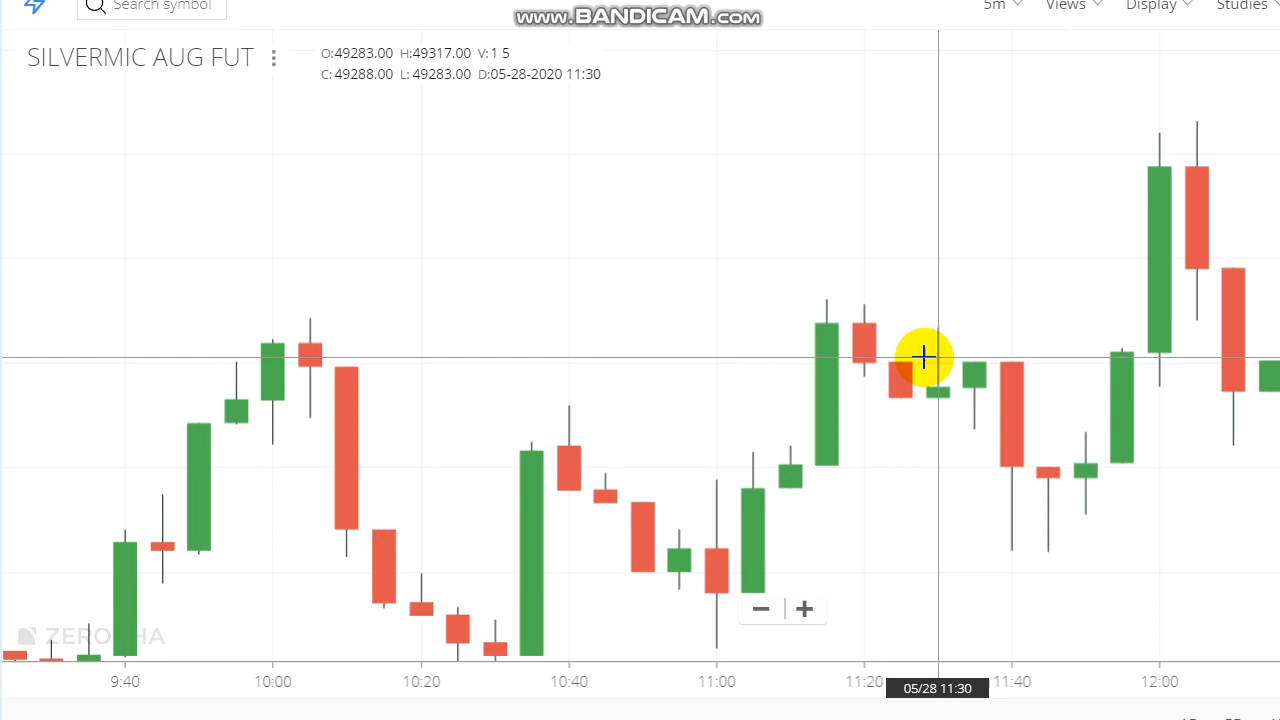 www.BANDICAM.com
5m Views Display Studies
Search symbol
SILVERMIC AUG FUT
O:49283.00 H:49317.00 V:1 5
C: 49288.00 L: 49283.00 D:05-28-2020 11:30
ZERODHA
9:40 10:00 10:20 10:40 11:00 11:20 05/28 11:30 11:40 12:00